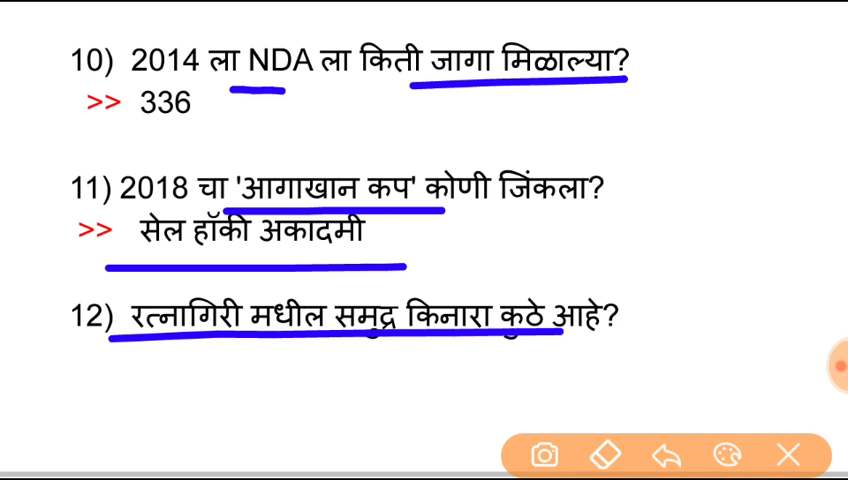 10) 2014 ला NDA ला किती जागा मिळाल्या?
>> 336
11) 2018 चा 'आगाखान कप' कोणी जिंकला?
>> सेल हॉकी अकादमी
12) रत्नागिरी मधील समुद्र किनारा कुठे आहे?